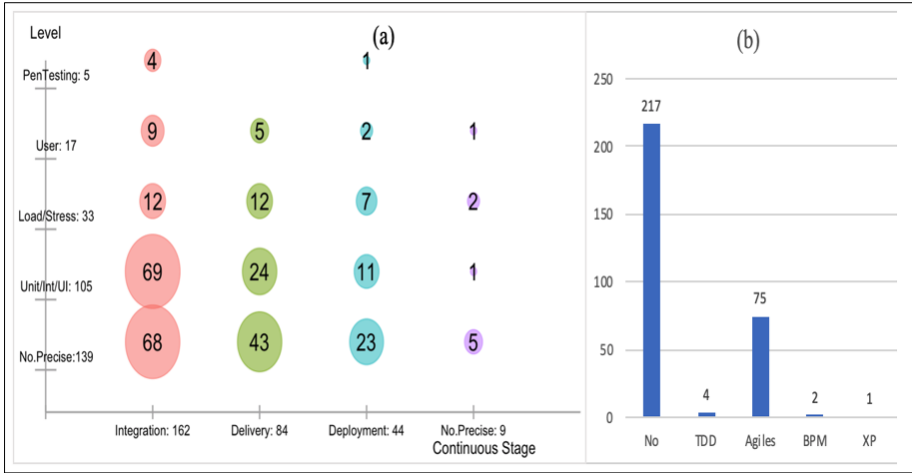 Level
(a)
PenTesting: 5
4
1
User: 17
9
5
2
1
Load/Stress: 33
12
12
7
2
Unit/Int/UI: 105
69
24
11
1
No.Precise:139
68
43
23
5
Integration: 162
Delivery: 84
Deployment: 44
No.Precise: 9
Continuous Stage
(b)
250
200
150
100
50
0
217
4
75
2
1
No
TDD
Agiles
BPM
XP